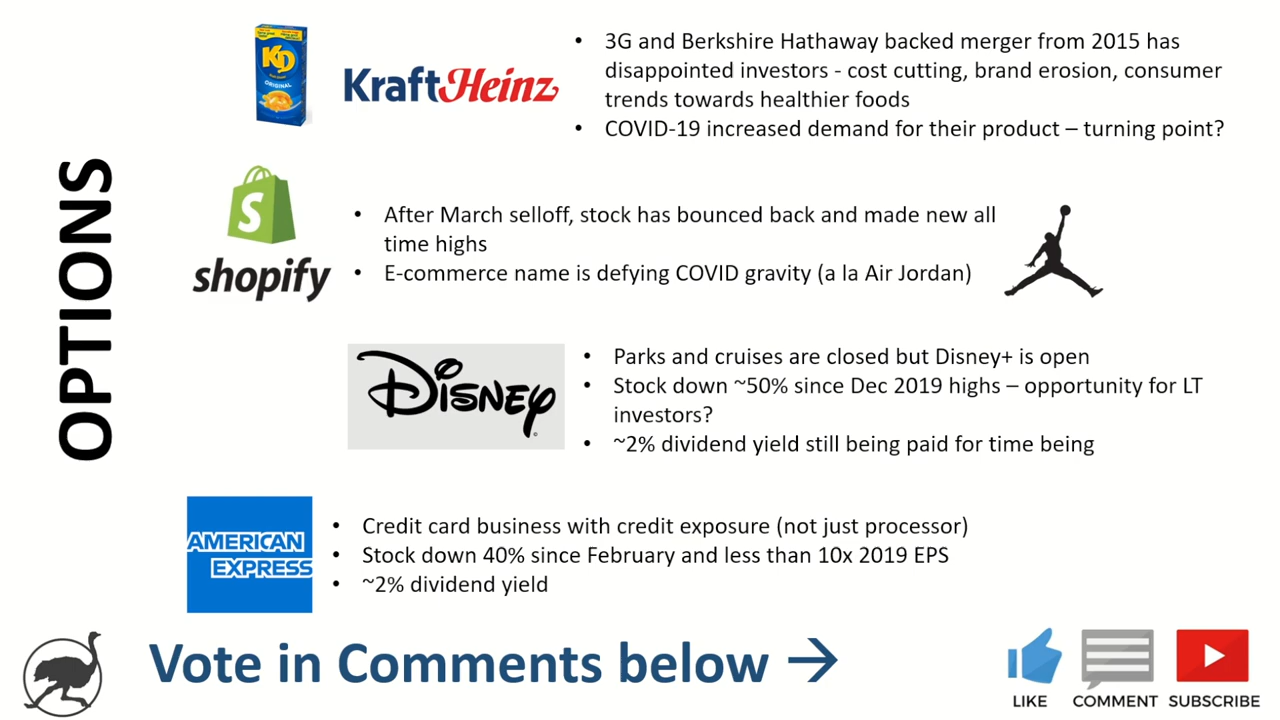 OPTIONS
KD
ORIGINAL
KraftHeinz
• 3G and Berkshire Hathaway backed merger from 2015 has
disappointed investors - cost cutting, brand erosion, consumer
trends towards healthier foods
• COVID-19 increased demand for their product – turning point?
S
shopify
• After March selloff, stock has bounced back and made new all
time highs
• E-commerce name is defying COVID gravity (a la Air Jordan)
Disney
• Parks and cruises are closed but Disney+ is open
• Stock down ~50% since Dec 2019 highs – opportunity for LT
investors?
• ~2% dividend yield still being paid for time being
AMERICAN
EXPRESS
• Credit card business with credit exposure (not just processor)
• Stock down 40% since February and less than 10x 2019 EPS
• ~2% dividend yield
Vote in Comments below →
LIKE
COMMENT
SUBSCRIBE